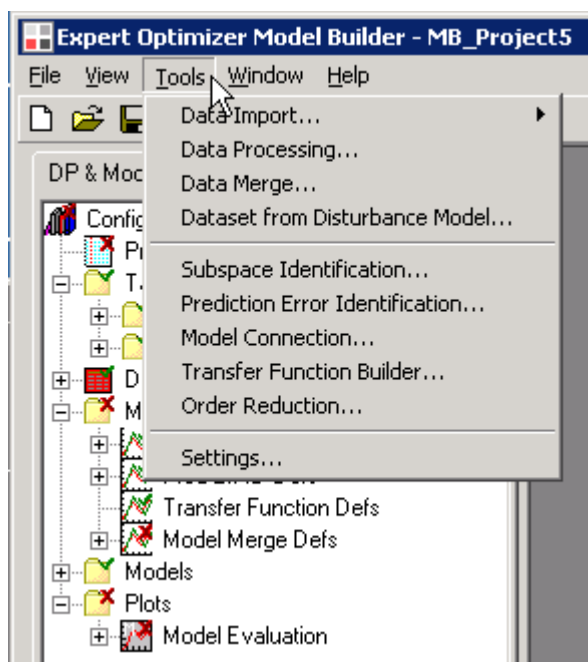 Expert Optimizer Model Builder - MB_Project5
File View Tools Window Help
Data Import...
Data Processing...
DP & Mod
Data Merge...
Dataset from Disturbance Model...
Config
Subspace Identification...
Prediction Error Identification...
Model Connection...
Transfer Function Builder...
Order Reduction...
Settings...
Transfer Function Defs
Model Merge Defs
Models
Plots
Model Evaluation